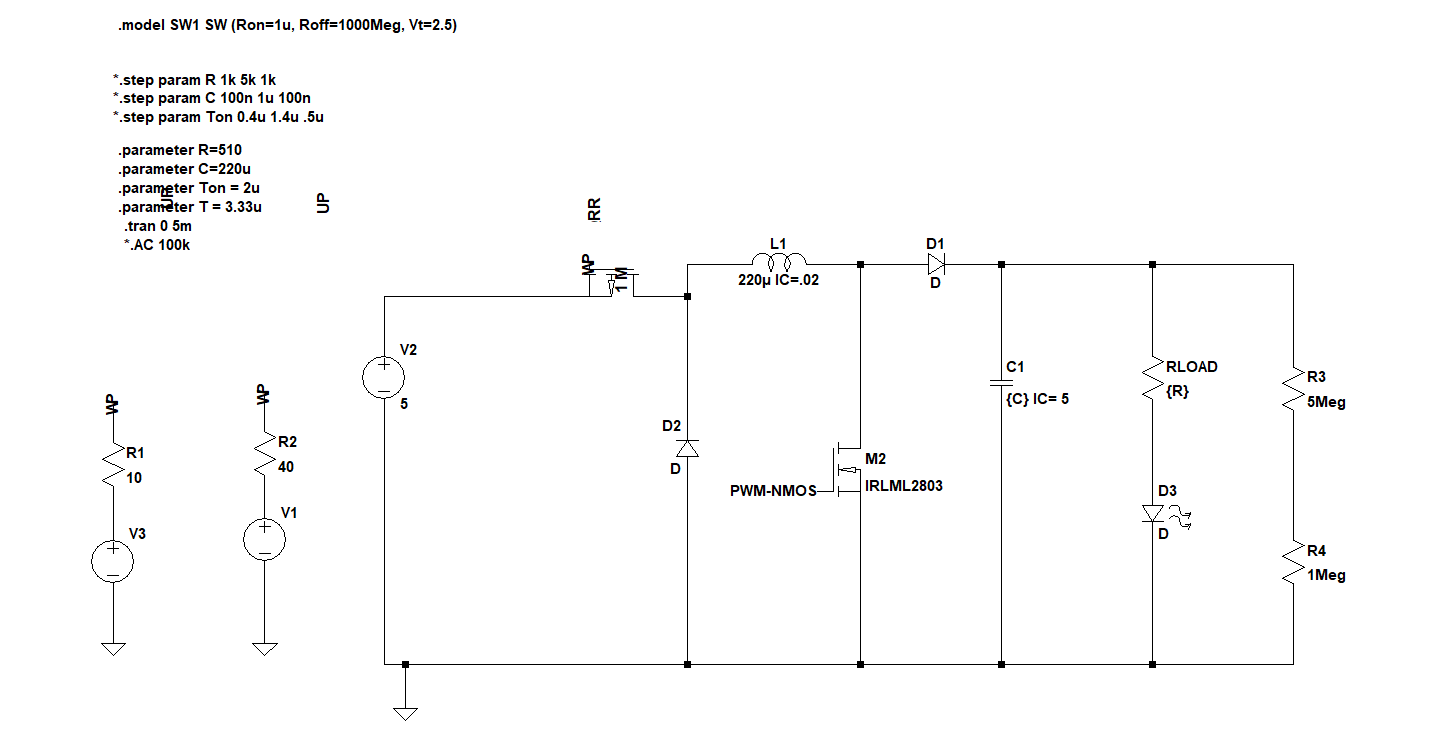 .model SW1 SW (Ron=1u, Roff=1000Meg, Vt=2.5)
*.step param R 1k 5k 1k
*.step param C 100n 1u 100n
*.step param Ton 0.4u 1.4u .5u
.parameter R=510
.parameter C=220u
.parameter Ton = 2u
.parameter T = 3.33u
.tran 0 5m
*.AC 100k
UP
UP
RR
WP
1 M
L1
220µ IC=.02
D1
D
V2
5
C1
{C} IC= 5
RLOAD
{R}
R3
5Meg
WP
R1
10
V3
WP
R2
40
V1
D2
D
M2
IRLML2803
PWM-NMOS
D3
D
R4
1Meg